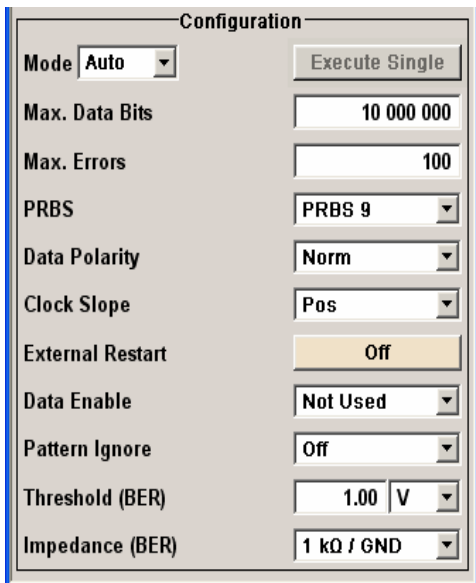 Configuration
Mode Auto Execute Single
Max. Data Bits 10 000 000
Max. Errors 100
PRBS PRBS 9
Data Polarity Norm
Clock Slope Pos
External Restart Off
Data Enable Not Used
Pattern Ignore Off
Threshold (BER) 1.00 V
Impedance (BER) 1 kΩ / GND